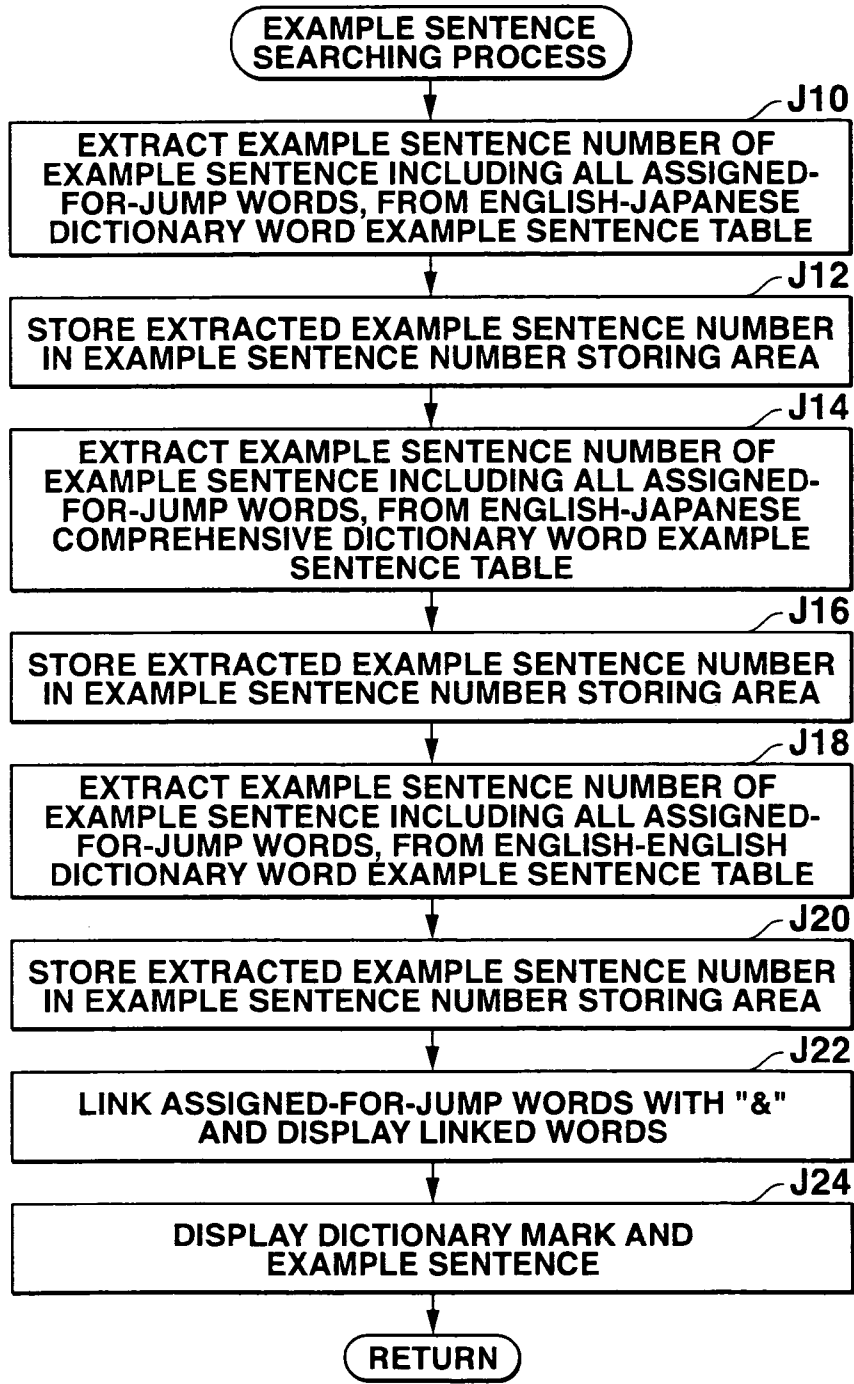 EXAMPLE SENTENCE
SEARCHING PROCESS
J10
EXTRACT EXAMPLE SENTENCE NUMBER OF
EXAMPLE SENTENCE INCLUDING ALL ASSIGNED-
FOR-JUMP WORDS, FROM ENGLISH-JAPANESE
DICTIONARY WORD EXAMPLE SENTENCE TABLE
J12
STORE EXTRACTED EXAMPLE SENTENCE NUMBER
IN EXAMPLE SENTENCE NUMBER STORING AREA
J14
EXTRACT EXAMPLE SENTENCE NUMBER OF
EXAMPLE SENTENCE INCLUDING ALL ASSIGNED-
FOR-JUMP WORDS, FROM ENGLISH-JAPANESE
COMPREHENSIVE DICTIONARY WORD EXAMPLE
SENTENCE TABLE
J16
STORE EXTRACTED EXAMPLE SENTENCE NUMBER
IN EXAMPLE SENTENCE NUMBER STORING AREA
J18
EXTRACT EXAMPLE SENTENCE NUMBER OF
EXAMPLE SENTENCE INCLUDING ALL ASSIGNED-
FOR-JUMP WORDS, FROM ENGLISH-ENGLISH
DICTIONARY WORD EXAMPLE SENTENCE TABLE
J20
STORE EXTRACTED EXAMPLE SENTENCE NUMBER
IN EXAMPLE SENTENCE NUMBER STORING AREA
J22
LINK ASSIGNED-FOR-JUMP WORDS WITH "&"
AND DISPLAY LINKED WORDS
J24
DISPLAY DICTIONARY MARK AND
EXAMPLE SENTENCE
RETURN